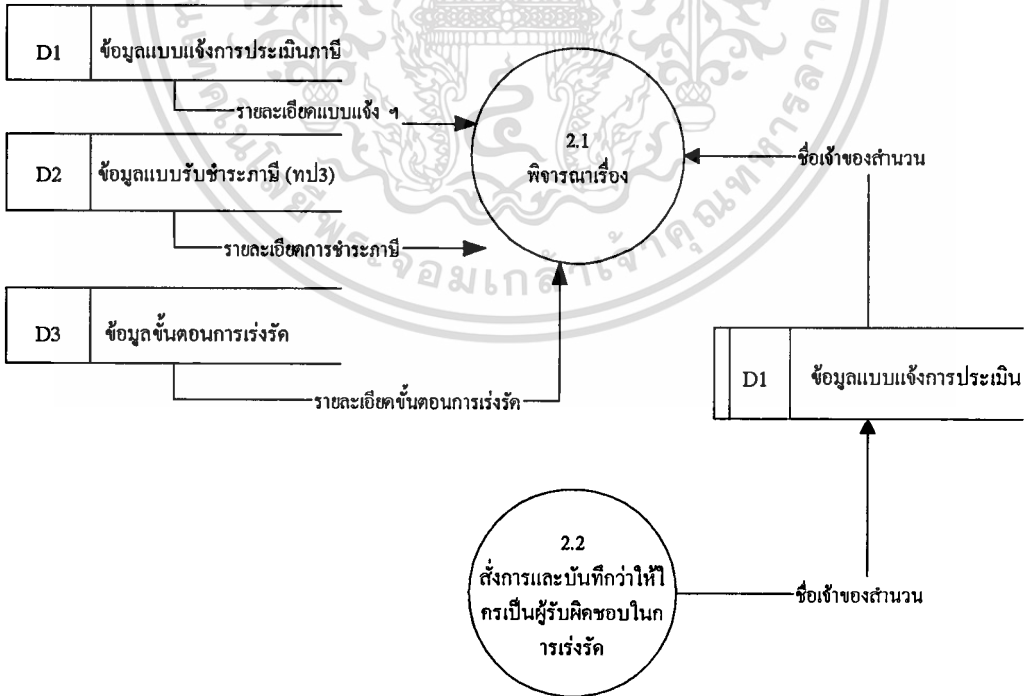 D1 ข้อมูลแบบแจ้งการประเมินภาษี
รายละเอียดแบบแจ้ง ฯ
D2 ข้อมูลแบบรับชำระภาษี (ทป3)
รายละเอียดการชำระภาษี
D3 ข้อมูลขั้นตอนการเร่งรัด
รายละเอียดขั้นตอนการเร่งรัด
2.1
พิจารณาเรื่อง
ชื่อเจ้าของสำนวน
D1 ข้อมูลแบบแจ้งการประเมิน
2.2
สั่งการและบันทึกว่าให้ใ
ครเป็นผู้รับผิดชอบในก
ารเร่งรัด
ชื่อเจ้าของสำนวน